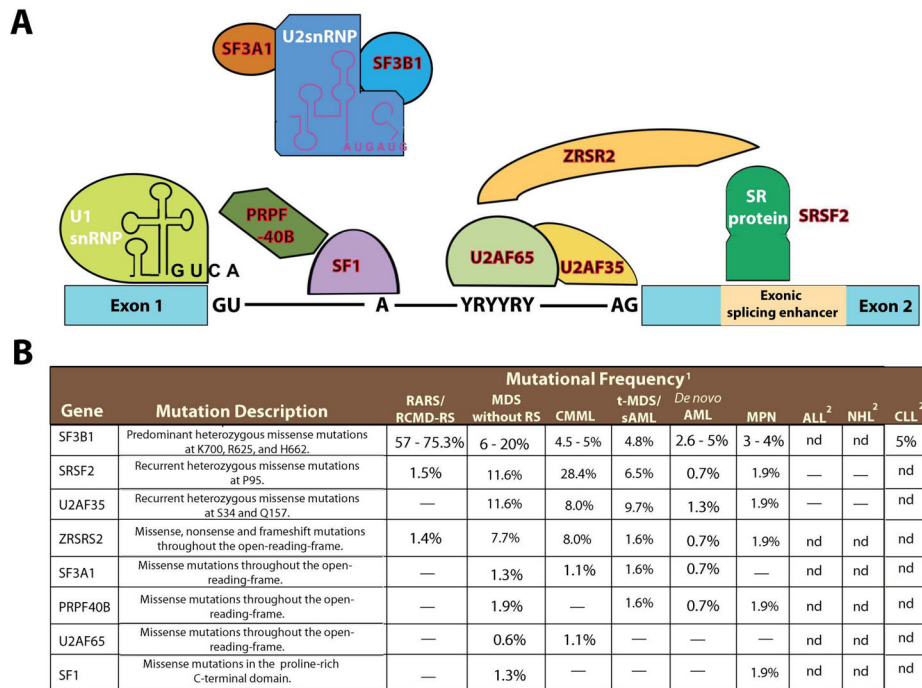 A
SF3A1
U2snRNP
SF3B1
AUGAUG
ZRSR2
U1
snRNP
GUCA
PRPF
-40B
SF1
U2AF65
U2AF35
SR
protein
SRSF2
Exon 1
GU
A
YRYYRY
AG
Exonic
splicing enhancer
Exon 2
B
Mutational Frequency1
Gene Mutation Description RARS/ RCMD-RS MDS without RS CMML t-MDS/ sAML De novo AML MPN ALL2 NHL2 CLL2
SF3B1 Predominant heterozygous missense mutations at K700, R625, and H662. 57 - 75.3% 6 - 20% 4.5 - 5% 4.8% 2.6 - 5% 3 - 4% nd nd 5%
SRSF2 Recurrent heterozygous missense mutations at P95. 1.5% 11.6% 28.4% 6.5% 0.7% 1.9% — — nd
U2AF35 Recurrent heterozygous missense mutations at S34 and Q157. — 11.6% 8.0% 9.7% 1.3% 1.9% — — nd
ZRSRS2 Missense, nonsense and frameshift mutations throughout the open-reading-frame. 1.4% 7.7% 8.0% 1.6% 0.7% 1.9% nd nd nd
SF3A1 Missense mutations throughout the open-reading-frame. — 1.3% 1.1% 1.6% 0.7% — nd nd nd
PRPF40B Missense mutations throughout the open-reading-frame. — 1.9% — 1.6% 0.7% 1.9% nd nd nd
U2AF65 Missense mutations throughout the open-reading-frame. — 0.6% 1.1% — — — nd nd nd
SF1 Missense mutations in the proline-rich C-terminal domain. — 1.3% — — — 1.9% nd nd nd